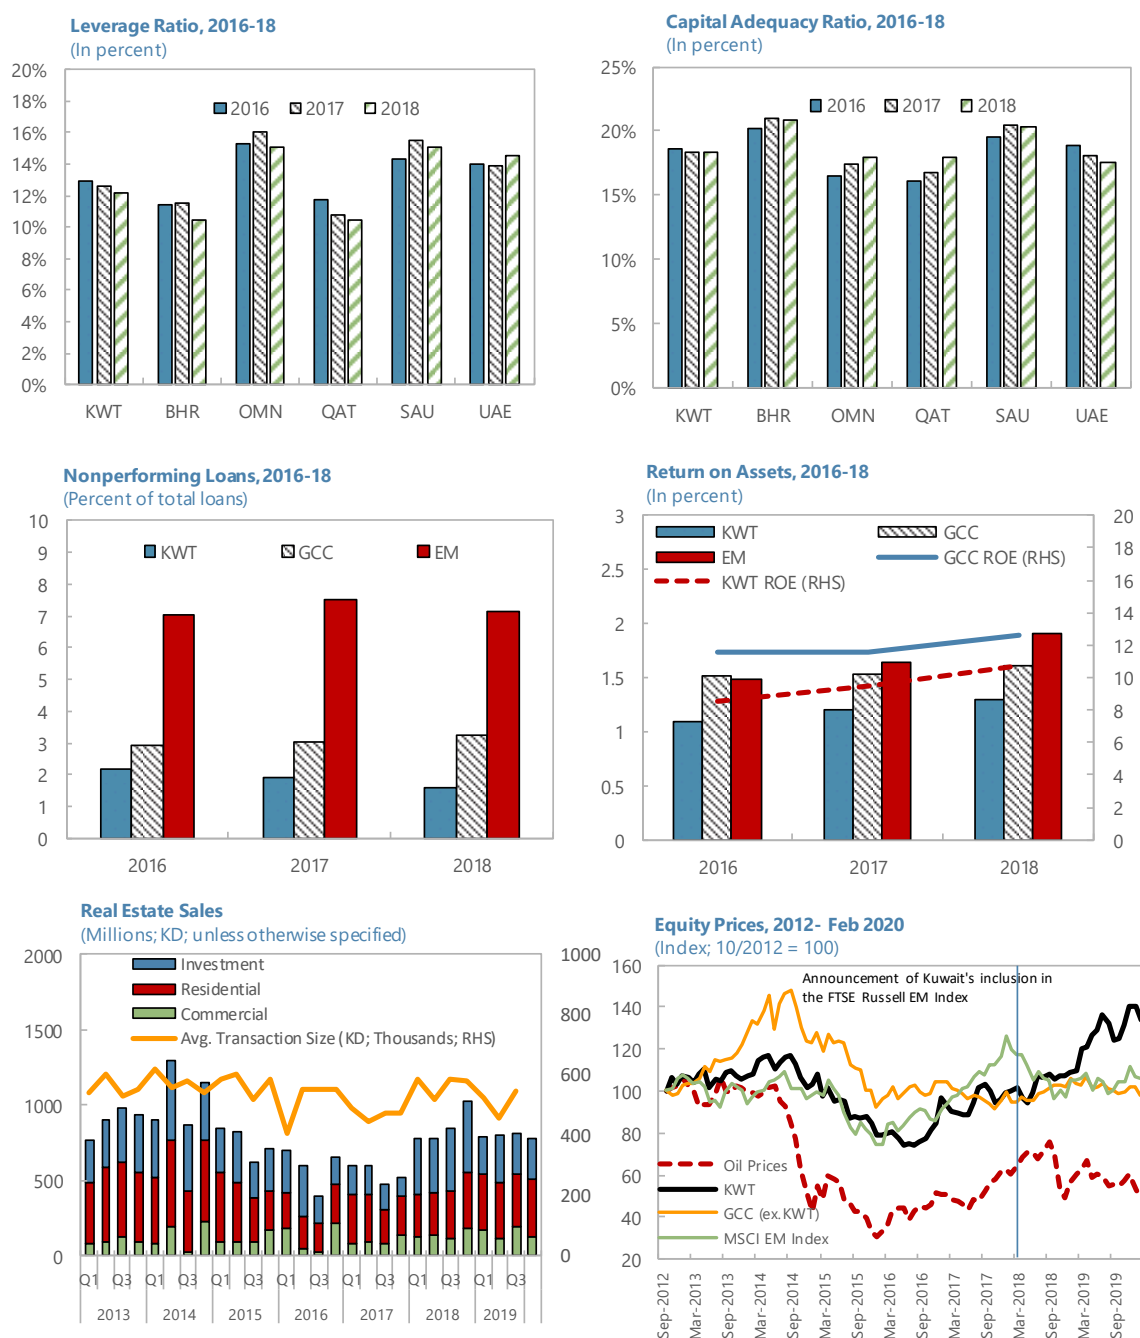 Leverage Ratio, 2016-18
(In percent)
20%
18%
16%
14%
12%
10%
8%
6%
4%
2%
0%
2016 2017 2018
KWT BHR OMN QAT SAU UAE
Capital Adequacy Ratio, 2016-18
(In percent)
25%
20%
15%
10%
5%
0%
2016 2017 2018
KWT BHR OMN QAT SAU UAE
Nonperforming Loans, 2016-18
(Percent of total loans)
10
9
8
7
6
5
4
3
2
1
0
KWT GCC EM
2016 2017 2018
Return on Assets, 2016-18
(In percent)
3
2.5
2
1.5
1
0.5
0
KWT GCC
EM GCC ROE (RHS)
KWT ROE (RHS)
20
18
16
14
12
10
8
6
4
2
0
2016 2017 2018
Real Estate Sales
(Millions; KD; unless otherwise specified)
2000
1500
1000
500
0
Investment
Residential
Commercial
Avg. Transaction Size (KD; Thousands; RHS)
1000
800
600
400
200
0
Q1 Q3 Q1 Q3 Q1 Q3 Q1 Q3 Q1 Q3 Q1 Q3 Q1 Q3
2013 2014 2015 2016 2017 2018 2019
Equity Prices, 2012- Feb 2020
(Index; 10/2012 = 100)
160
140
120
100
80
60
40
20
Announcement of Kuwait's inclusion in
the FTSE Russell EM Index
Oil Prices
KWT
GCC (ex.KWT)
MSCI EM Index
Sep-2012
Mar-2013
Sep-2013
Mar-2014
Sep-2014
Mar-2015
Sep-2015
Mar-2016
Sep-2016
Mar-2017
Sep-2017
Mar-2018
Sep-2018
Mar-2019
Sep-2019